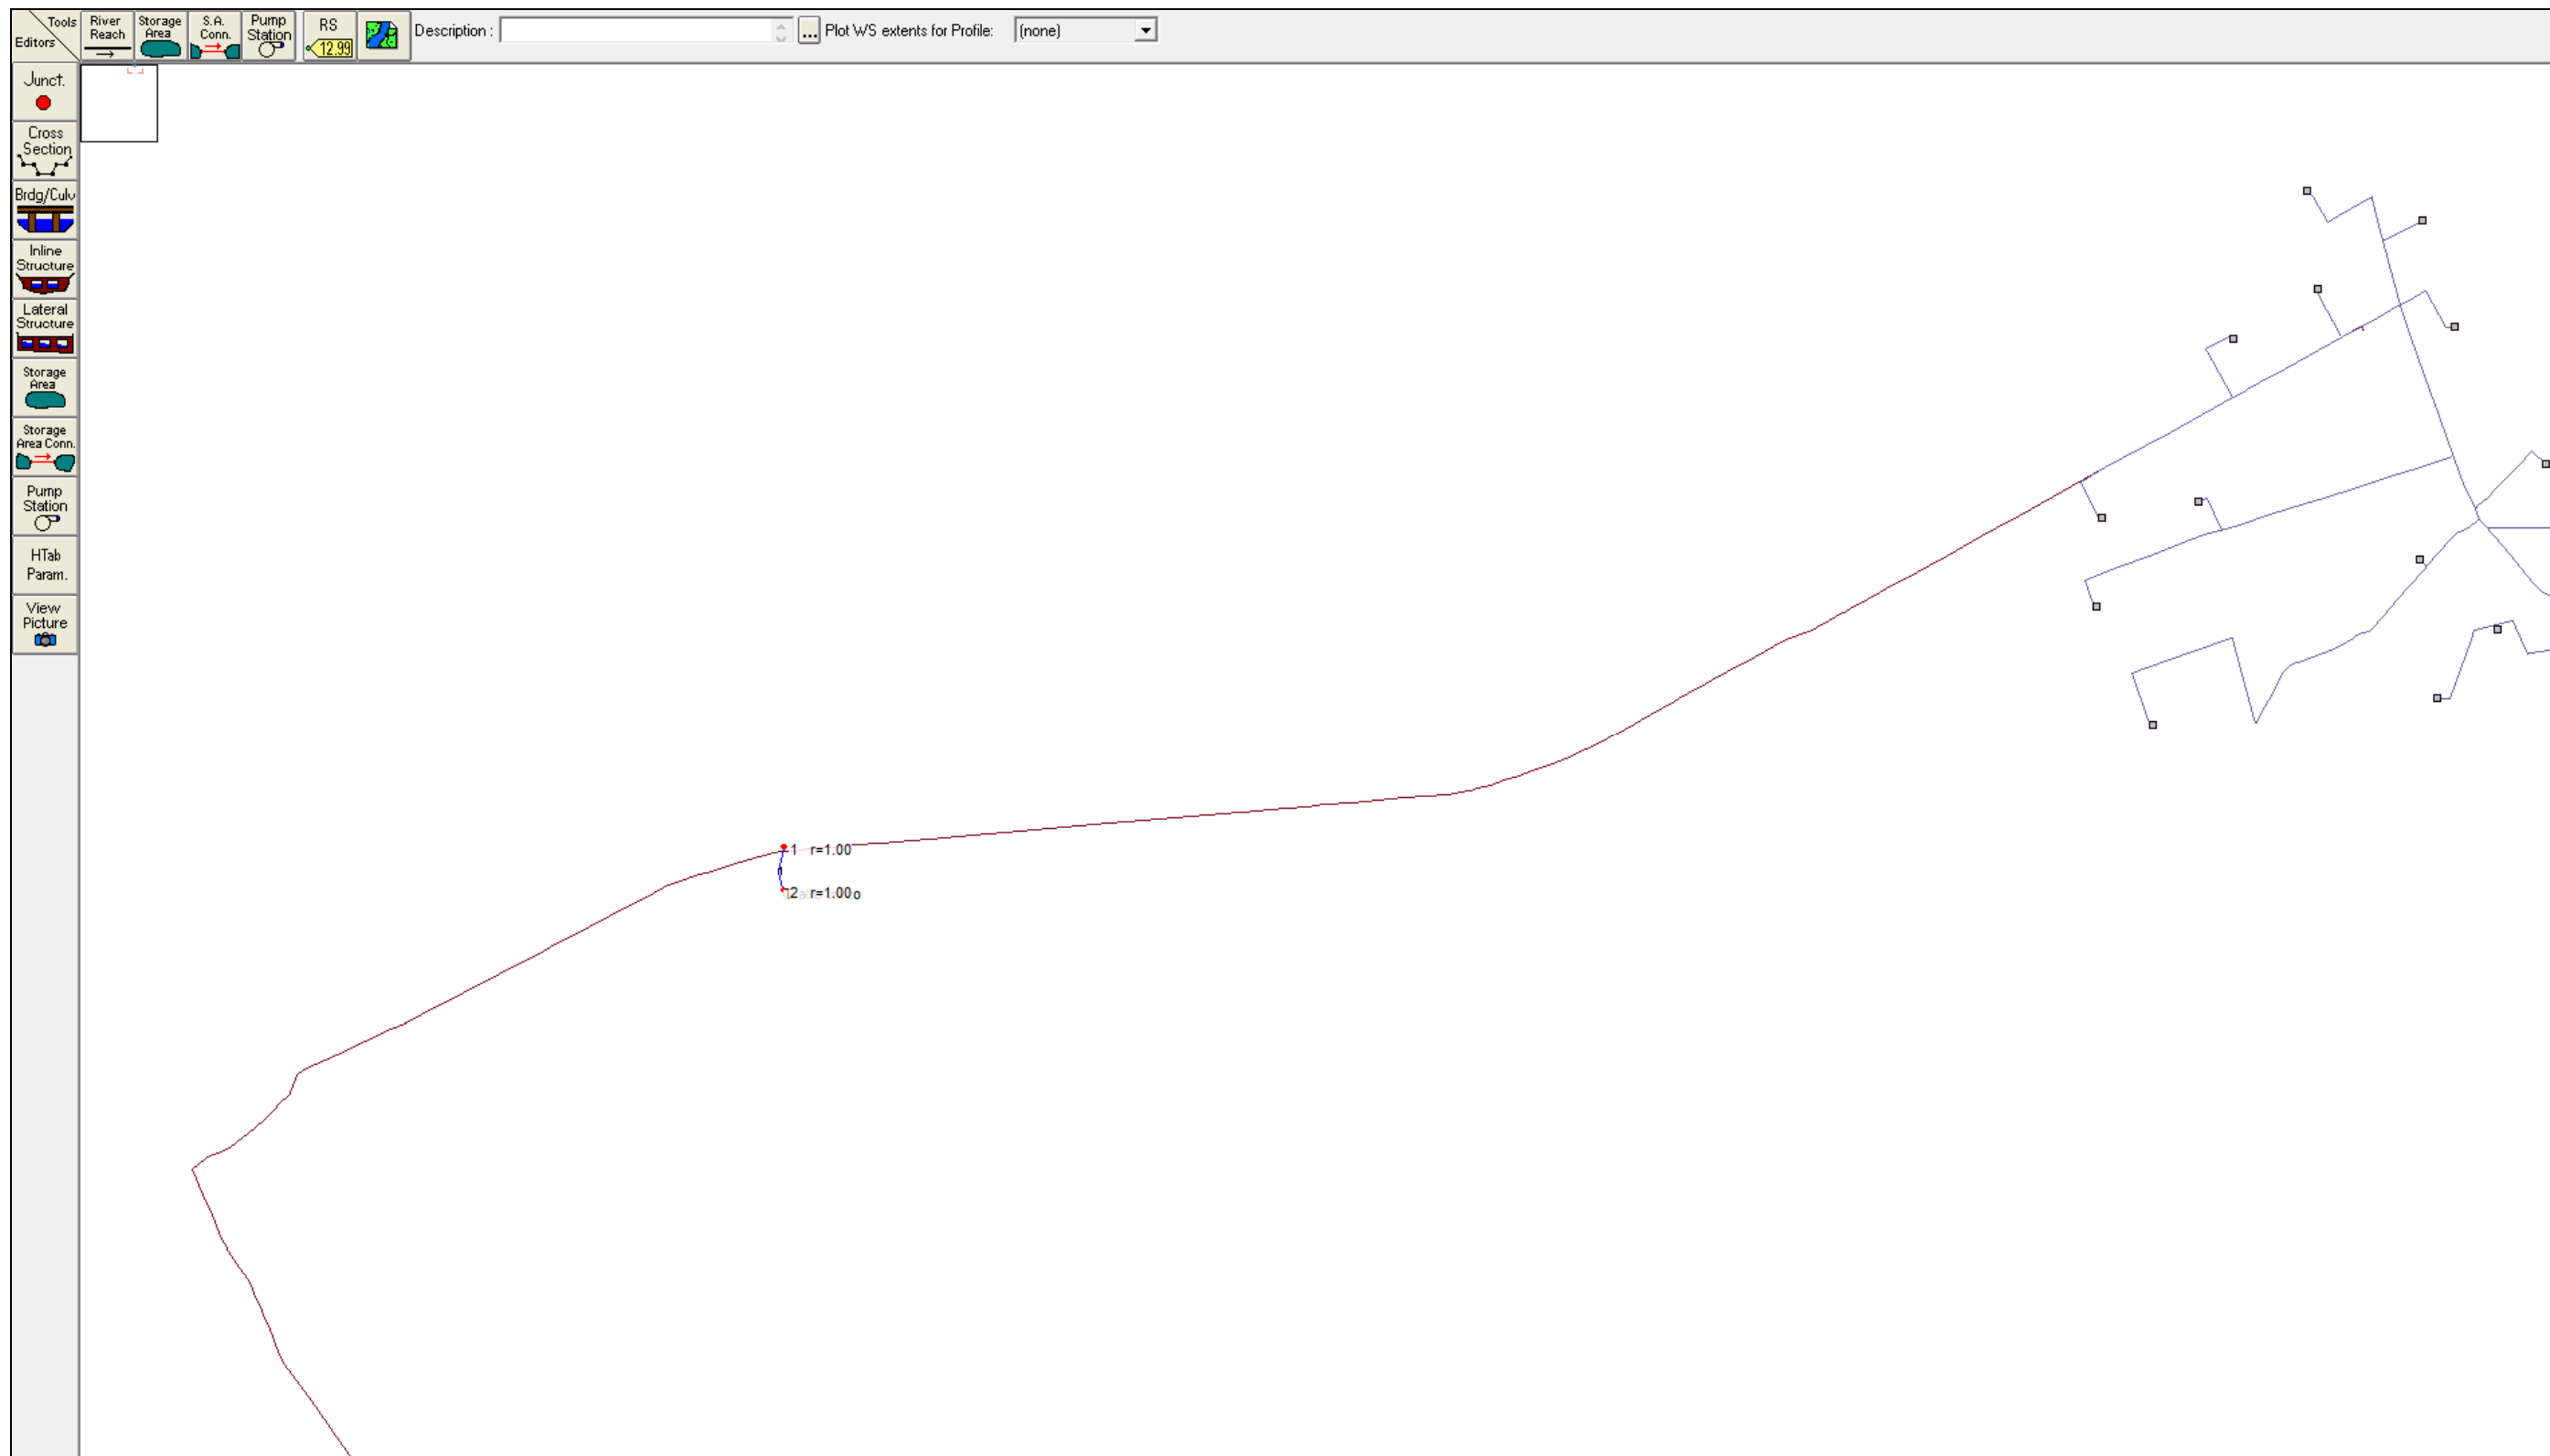 Tools
Editors
River
Reach
Storage
Area
S.A.
Conn.
Pump
Station
RS
12.99
Description :
...
Plot WS extents for Profile:
(none)
Junct.
Cross
Section
Brdg/Culv
Inline
Structure
Lateral
Structure
Storage
Area
Storage
Area Conn.
Pump
Station
HTab
Param.
View
Picture
1 r=1.00
2 r=1.00